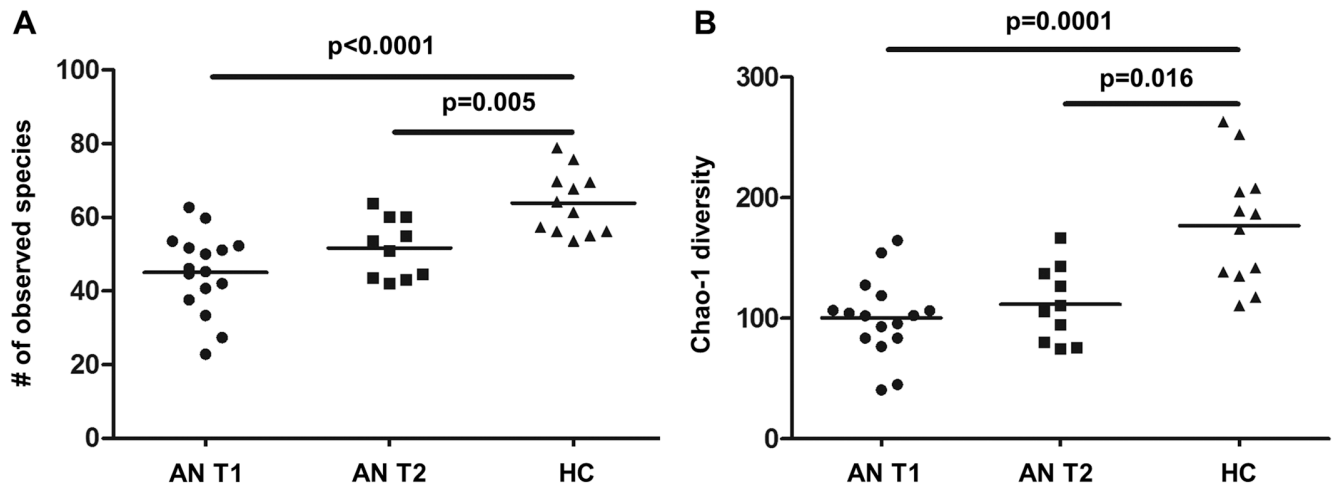 A
p<0.0001
p=0.005
# of observed species
100
80
60
40
20
0
AN T1
AN T2
HC
B
p=0.0001
p=0.016
Chao-1 diversity
300
200
100
0
AN T1
AN T2
HC